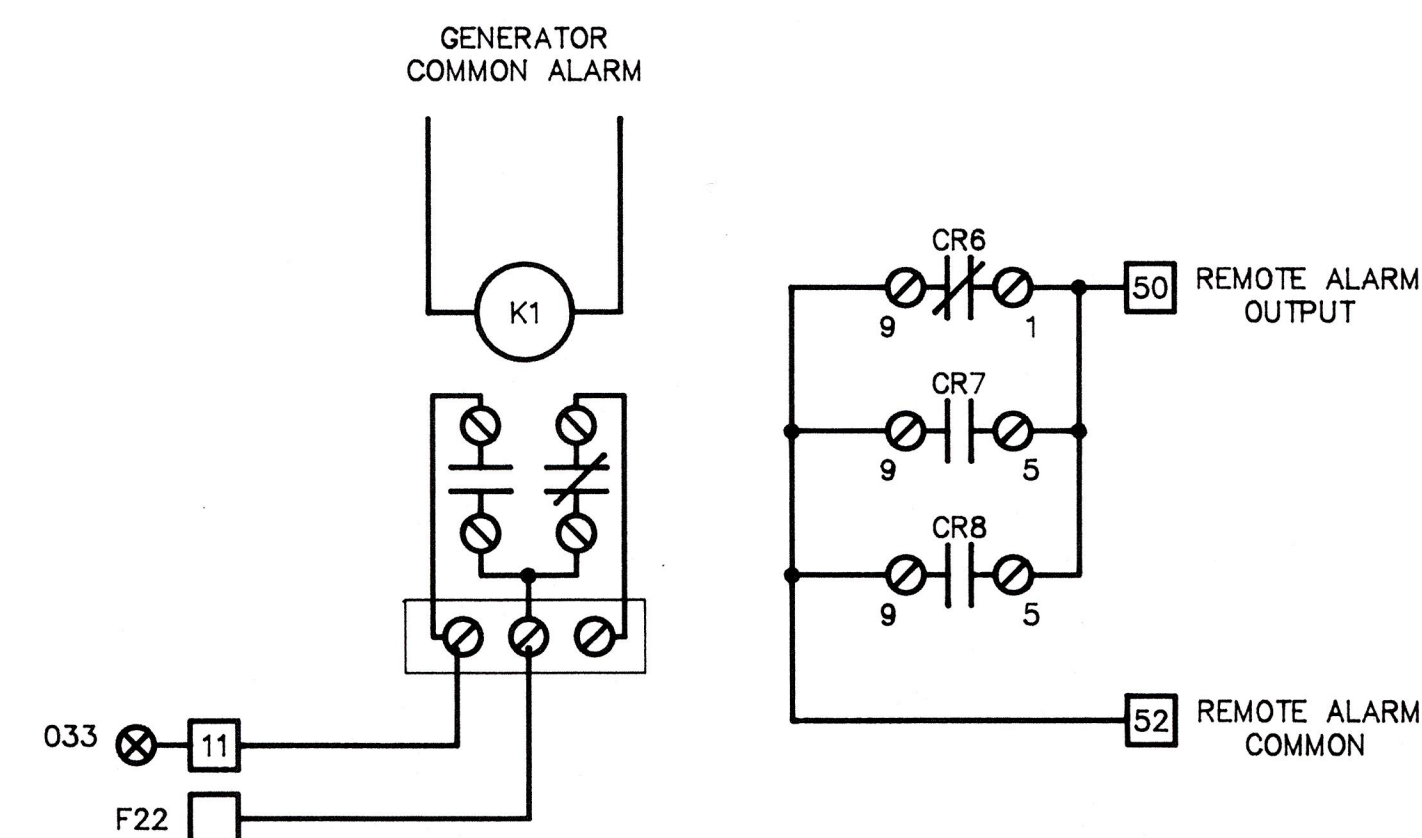 GENERATOR
COMMON ALARM
K1
CR6
9
1
50
REMOTE ALARM
OUTPUT
CR7
9
5
CR8
9
5
52
REMOTE ALARM
COMMON
033
11
F22